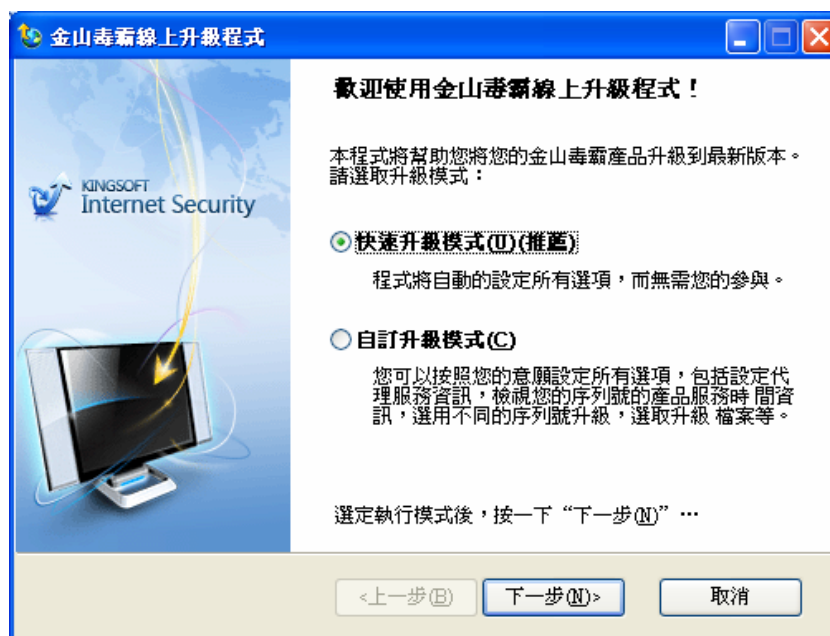 金山毒霸線上升級程式
歡迎使用金山毒霸線上升級程式！
本程式將幫助您將您的金山毒霸產品升級到最新版本。
請選取升級模式：
KINGSOFT
Internet Security
快速升級模式(U)(推薦)
程式將自動的設定所有選項，而無需您的參與。
自訂升級模式(C)
您可以按照您的意願設定所有選項，包括設定代
理服務資訊，檢視您的序列號的產品服務時 間資
訊，選用不同的序列號升級，選取升級 檔案等。
選定執行模式後，按一下“下一步(N)”…
<上一步(B)
下一步(N)>
取消